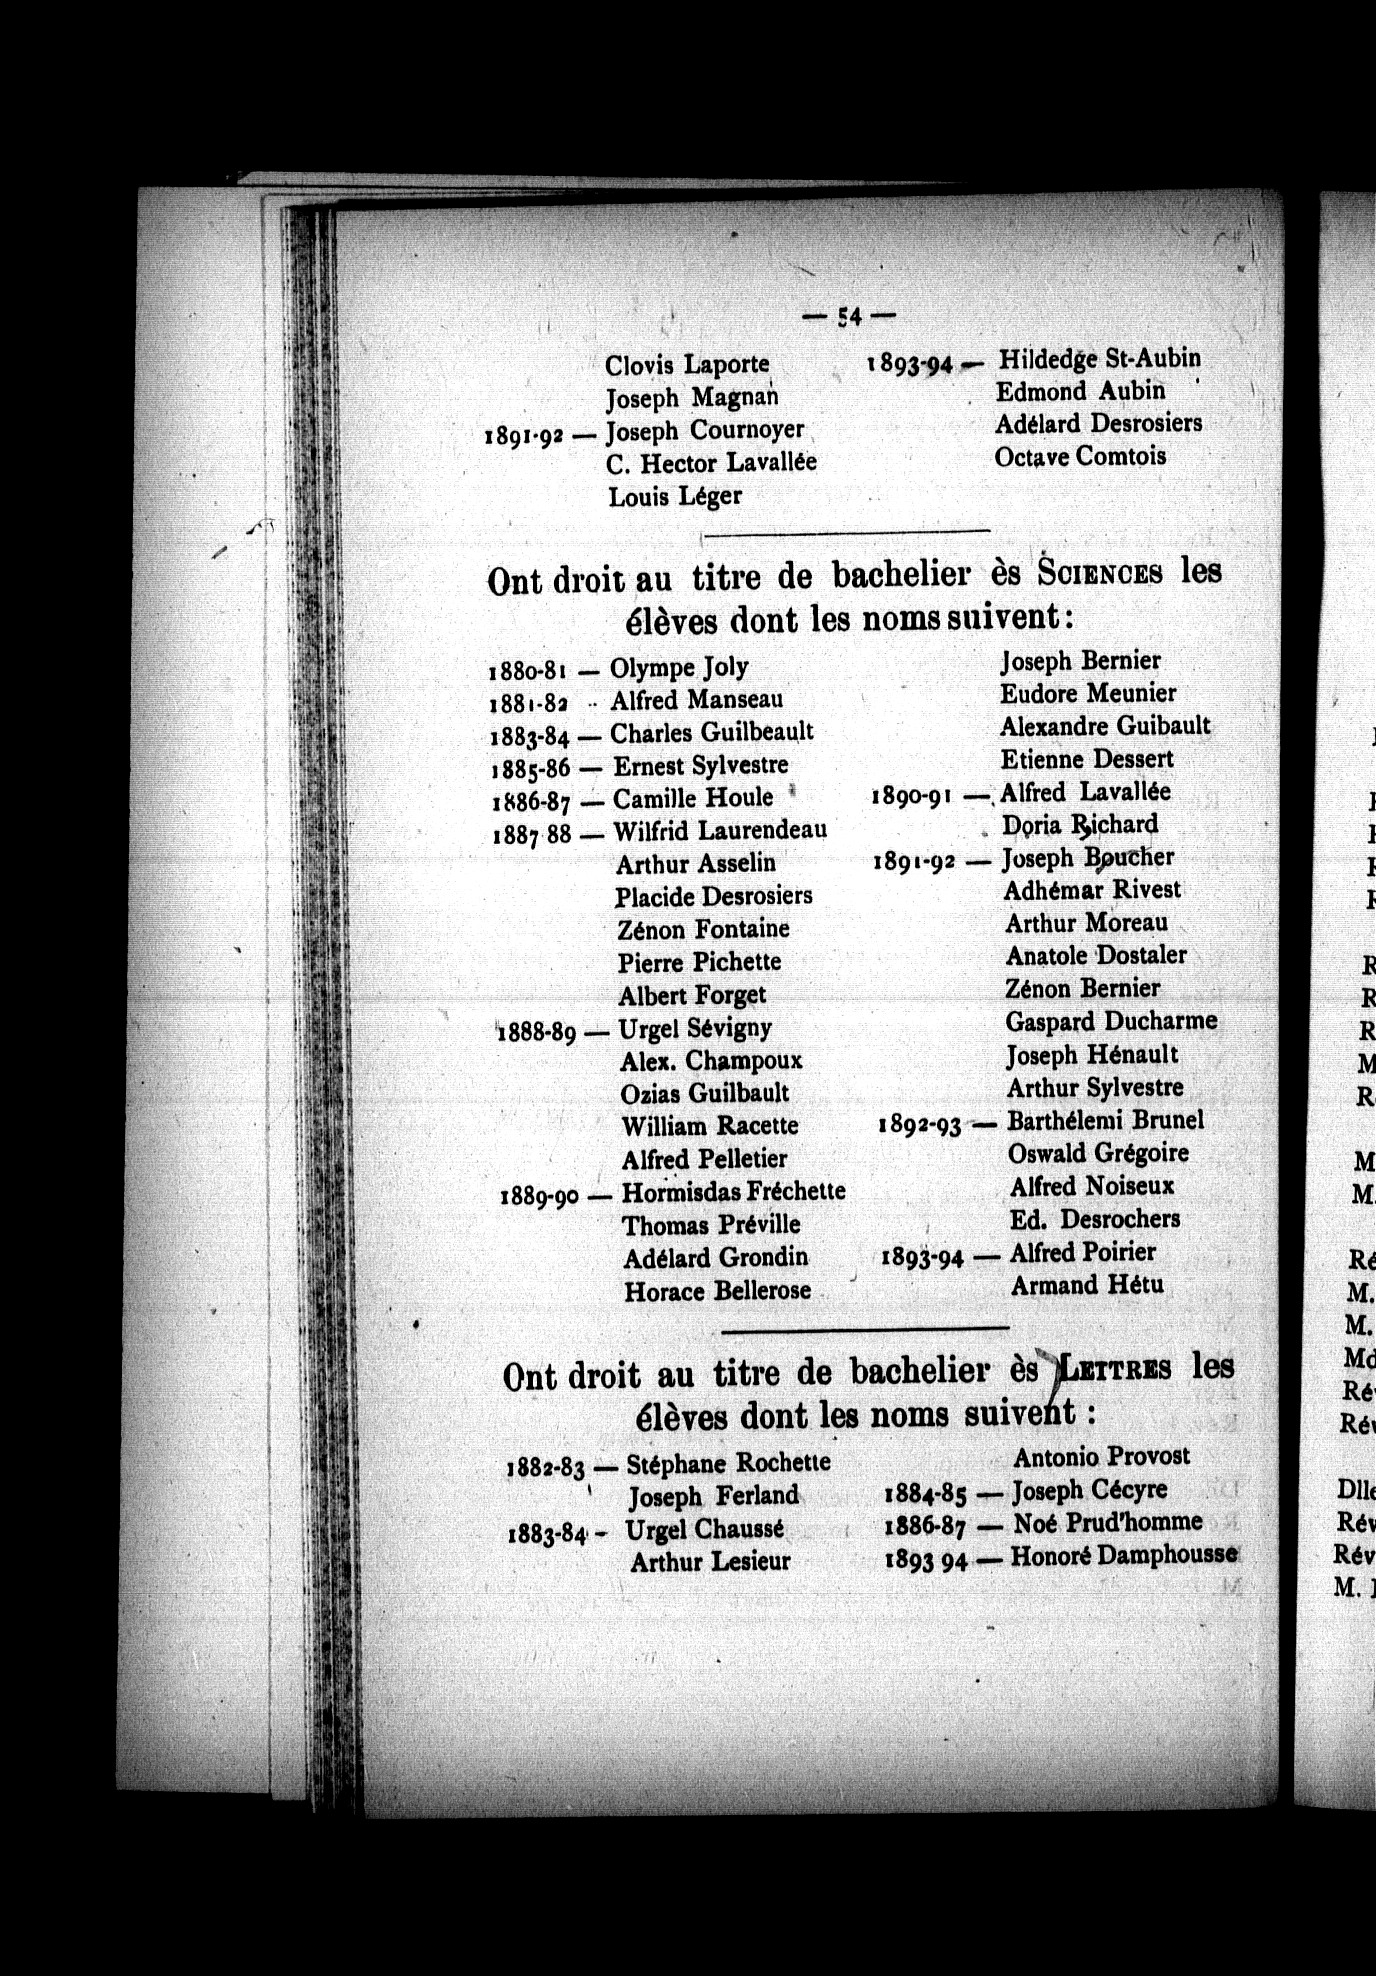 — 54 —
Clovis Laporte
Joseph Magnan
1891-92 — Joseph Cournoyer
C. Hector Lavallée
Louis Léger
1893-94 — Hildedge St-Aubin
Edmond Aubin
Adélard Desrosiers
Octave Comtois
Ont droit au titre de bachelier ès SCIENCES les
élèves dont les noms suivent :
1880-81 — Olympe Joly
1881-82 -- Alfred Manseau
1883-84 — Charles Guilbeault
1885-86 — Ernest Sylvestre
1886-87 — Camille Houle
1887 88 — Wilfrid Laurendeau
Arthur Asselin
Placide Desrosiers
Zénon Fontaine
Pierre Pichette
Albert Forget
1888-89 — Urgel Sévigny
Alex. Champoux
Ozias Guilbault
William Racette
Alfred Pelletier
1889-90 — Hormisdas Fréchette
Thomas Préville
Adélard Grondin
Horace Bellerose
Joseph Bernier
Eudore Meunier
Alexandre Guibault
Etienne Dessert
1890-91 — Alfred Lavallée
Doria Richard
1891-92 — Joseph Boucher
Adhémar Rivest
Arthur Moreau
Anatole Dostaler
Zénon Bernier
Gaspard Ducharme
Joseph Hénault
Arthur Sylvestre
1892-93 — Barthélemi Brunel
Oswald Grégoire
Alfred Noiseux
Ed. Desrochers
1893-94 — Alfred Poirier
Armand Hétu
Ont droit au titre de bachelier ès LETTRES les
élèves dont les noms suivent :
1882-83 — Stéphane Rochette
Joseph Ferland
1883-84 - Urgel Chaussé
Arthur Lesieur
Antonio Provost
1884-85 — Joseph Cécyre
1886-87 — Noé Prud'homme
1893 94 — Honoré Damphousse